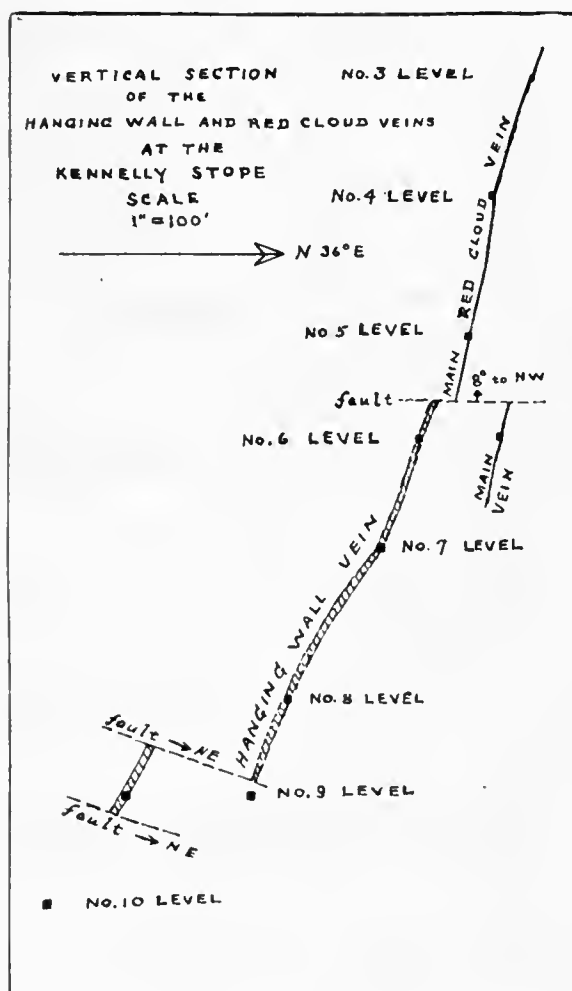 VERTICAL SECTION
OF THE
HANGING WALL AND RED CLOUD VEINS
AT THE
KENNELLY STOPE
SCALE
1"=100'
N 36°E
No.3 LEVEL
No.4 LEVEL
MAIN RED CLOUD VEIN
No.5 LEVEL
8° to NW
fault
No.6 LEVEL
MAIN
VEIN
No.7 LEVEL
HANGING WALL VEIN
No.8 LEVEL
fault → NE
No.9 LEVEL
fault → NE
No.10 LEVEL